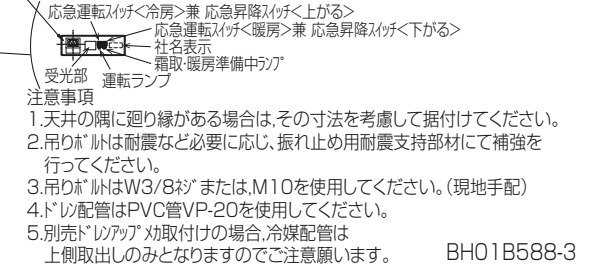 応急運転ｽｲｯﾁ<冷房>兼 応急昇降ｽｲｯﾁ<上がる>
応急運転ｽｲｯﾁ<暖房>兼 応急昇降ｽｲｯﾁ<下がる>
社名表示
霜取･暖房準備中ﾗﾝﾌﾟ
受光部 運転ランプ
注意事項
1.天井の隅に廻り縁がある場合は,その寸法を考慮して据付けてください。
2.吊りﾎﾞﾙﾄは耐震など必要に応じ、振れ止め用耐震支持部材にて補強を
行ってください。
3.吊りﾎﾞﾙﾄはW3/8ﾈｼﾞまたは,M10を使用してください。(現地手配)
4.ﾄﾞﾚﾝ配管はPVC管VP-20を使用してください。
5.別売ﾄﾞﾚﾝｱｯﾌﾟﾒｶ取付けの場合,冷媒配管は
上側取出しのみとなりますのでご注意願います。 BH01B588-3